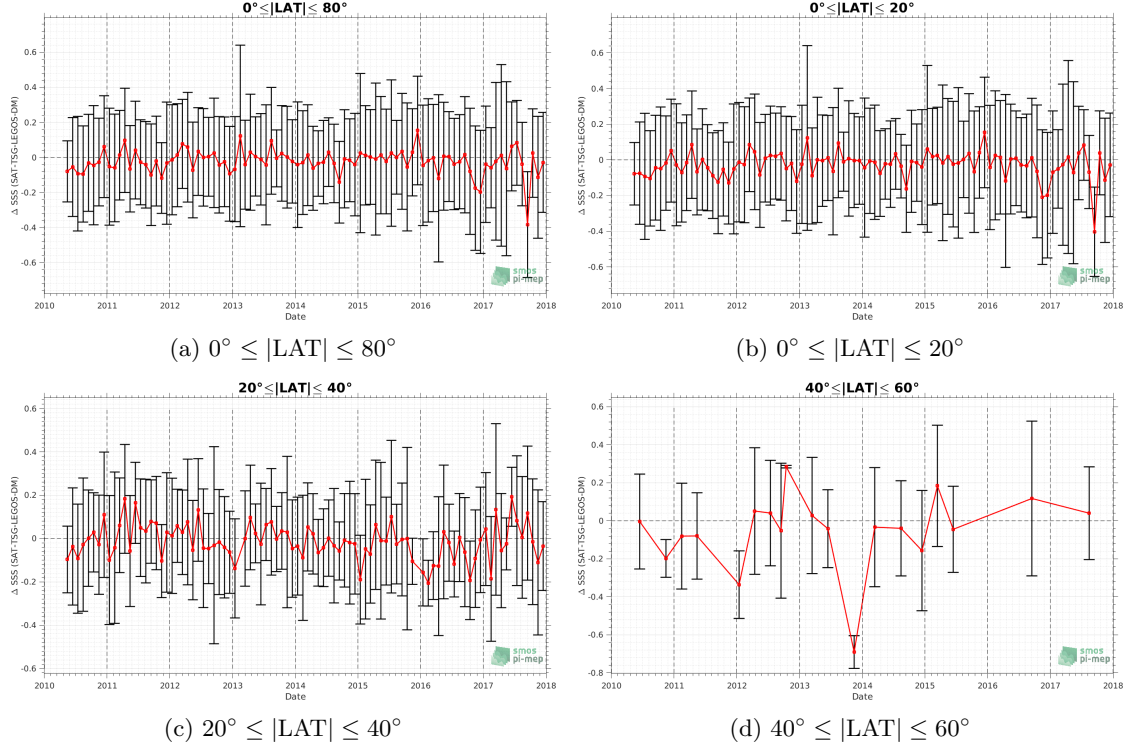 0°≤|LAT|≤ 80°
0.6
0.4
0.2
0
-0.2
-0.4
-0.6
Δ SSS (SAT-TSG-LEGOS-DM)
2010 2011 2012 2013 2014 2015 2016 2017 2018
Date
smos
pi-mep
(a) 0° ≤ |LAT| ≤ 80°
0°≤|LAT|≤ 20°
0.6
0.4
0.2
0
-0.2
-0.4
-0.6
Δ SSS (SAT-TSG-LEGOS-DM)
2010 2011 2012 2013 2014 2015 2016 2017 2018
Date
smos
pi-mep
(b) 0° ≤ |LAT| ≤ 20°
20°≤|LAT|≤ 40°
0.6
0.4
0.2
0
-0.2
-0.4
-0.6
Δ SSS (SAT-TSG-LEGOS-DM)
2010 2011 2012 2013 2014 2015 2016 2017 2018
Date
smos
pi-mep
(c) 20° ≤ |LAT| ≤ 40°
40°≤|LAT|≤ 60°
0.6
0.4
0.2
0
-0.2
-0.4
-0.6
-0.8
Δ SSS (SAT-TSG-LEGOS-DM)
2010 2011 2012 2013 2014 2015 2016 2017 2018
Date
smos
pi-mep
(d) 40° ≤ |LAT| ≤ 60°